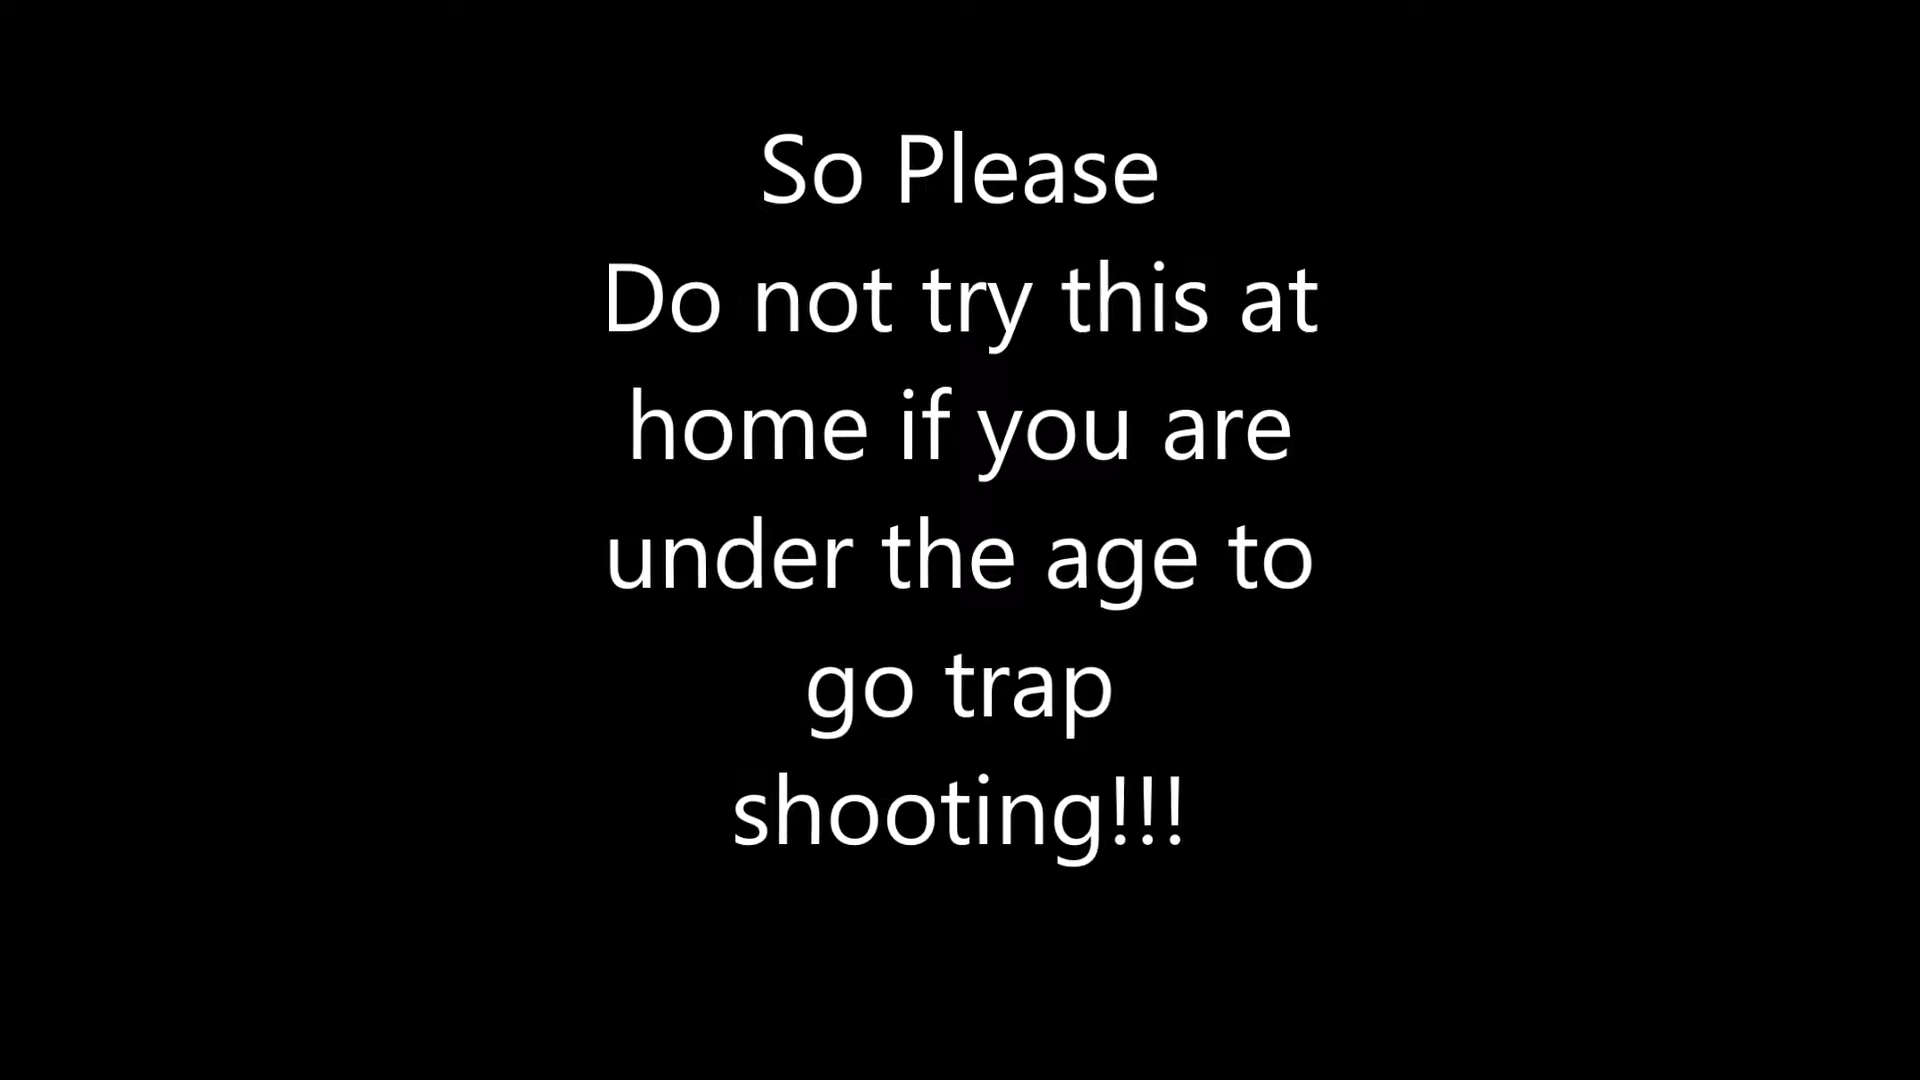 So Please
Do not try this at
home if you are
under the age to
go trap
shooting!!!